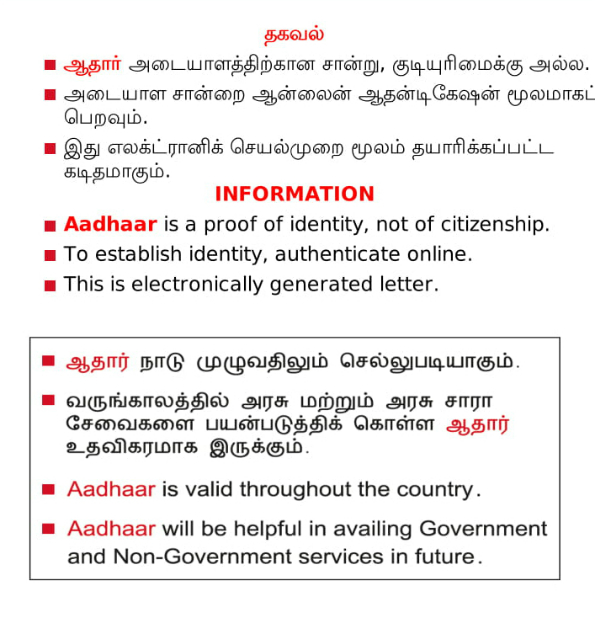 தகவல்
■ ஆதார் அடையாளத்திற்கான சான்று, குடியுரிமைக்கு அல்ல.
■ அடையாள சான்றை ஆன்லைன் ஆதன்டிகேஷன் மூலமாகப்
பெறவும்.
■ இது எலக்ட்ரானிக் செயல்முறை மூலம் தயாரிக்கப்பட்ட
கடிதமாகும்.
INFORMATION
■ Aadhaar is a proof of identity, not of citizenship.
■ To establish identity, authenticate online.
■ This is electronically generated letter.
■ ஆதார் நாடு முழுவதிலும் செல்லுபடியாகும்.
■ வருங்காலத்தில் அரசு மற்றும் அரசு சாரா
சேவைகளை பயன்படுத்திக் கொள்ள ஆதார்
உதவிகரமாக இருக்கும்.
■ Aadhaar is valid throughout the country.
■ Aadhaar will be helpful in availing Government
and Non-Government services in future.